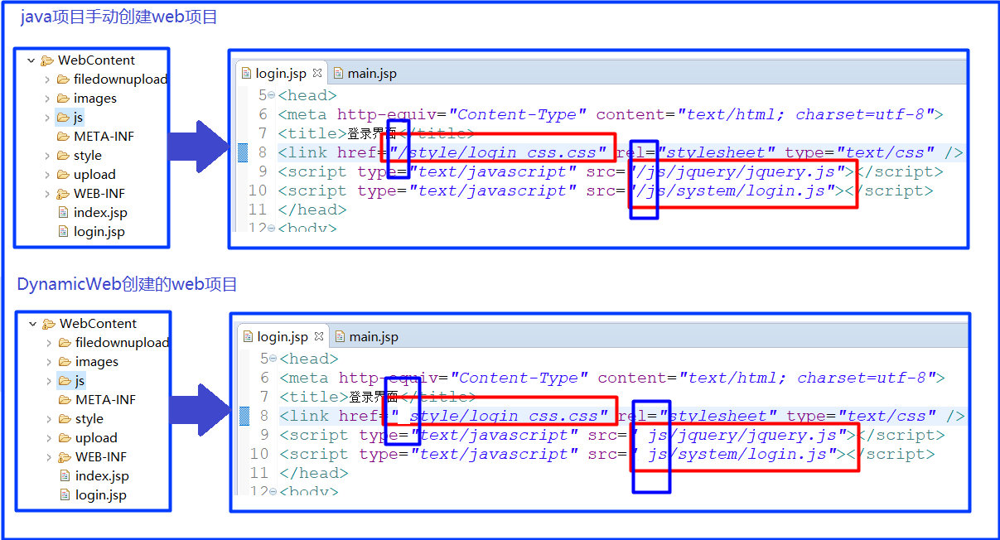 java项目手动创建web项目
WebContent
filedownupload
images
js
META-INF
style
upload
WEB-INF
index.jsp
login.jsp
login.jsp main.jsp
5 <head>
6 <meta http-equiv="Content-Type" content="text/html; charset=utf-8">
7 <title>登录界面</title>
8 <link href="/style/login_css.css" rel="stylesheet" type="text/css" />
9 <script type="text/javascript" src="/js/jquery/jquery.js"></script>
10 <script type="text/javascript" src="/js/system/login.js"></script>
11 </head>
12 <body>
DynamicWeb创建的web项目
WebContent
filedownupload
images
js
META-INF
style
upload
WEB-INF
index.jsp
login.jsp
login.jsp main.jsp
5 <head>
6 <meta http-equiv="Content-Type" content="text/html; charset=utf-8">
7 <title>登录界面</title>
8 <link href=" style/login_css.css" rel="stylesheet" type="text/css" />
9 <script type="text/javascript" src=" js/jquery/jquery.js"></script>
10 <script type="text/javascript" src=" js/system/login.js"></script>
11 </head>
12 <body>